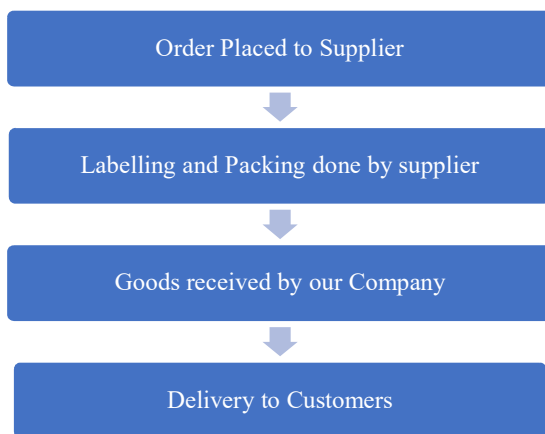 Order Placed to Supplier
Labelling and Packing done by supplier
Goods received by our Company
Delivery to Customers